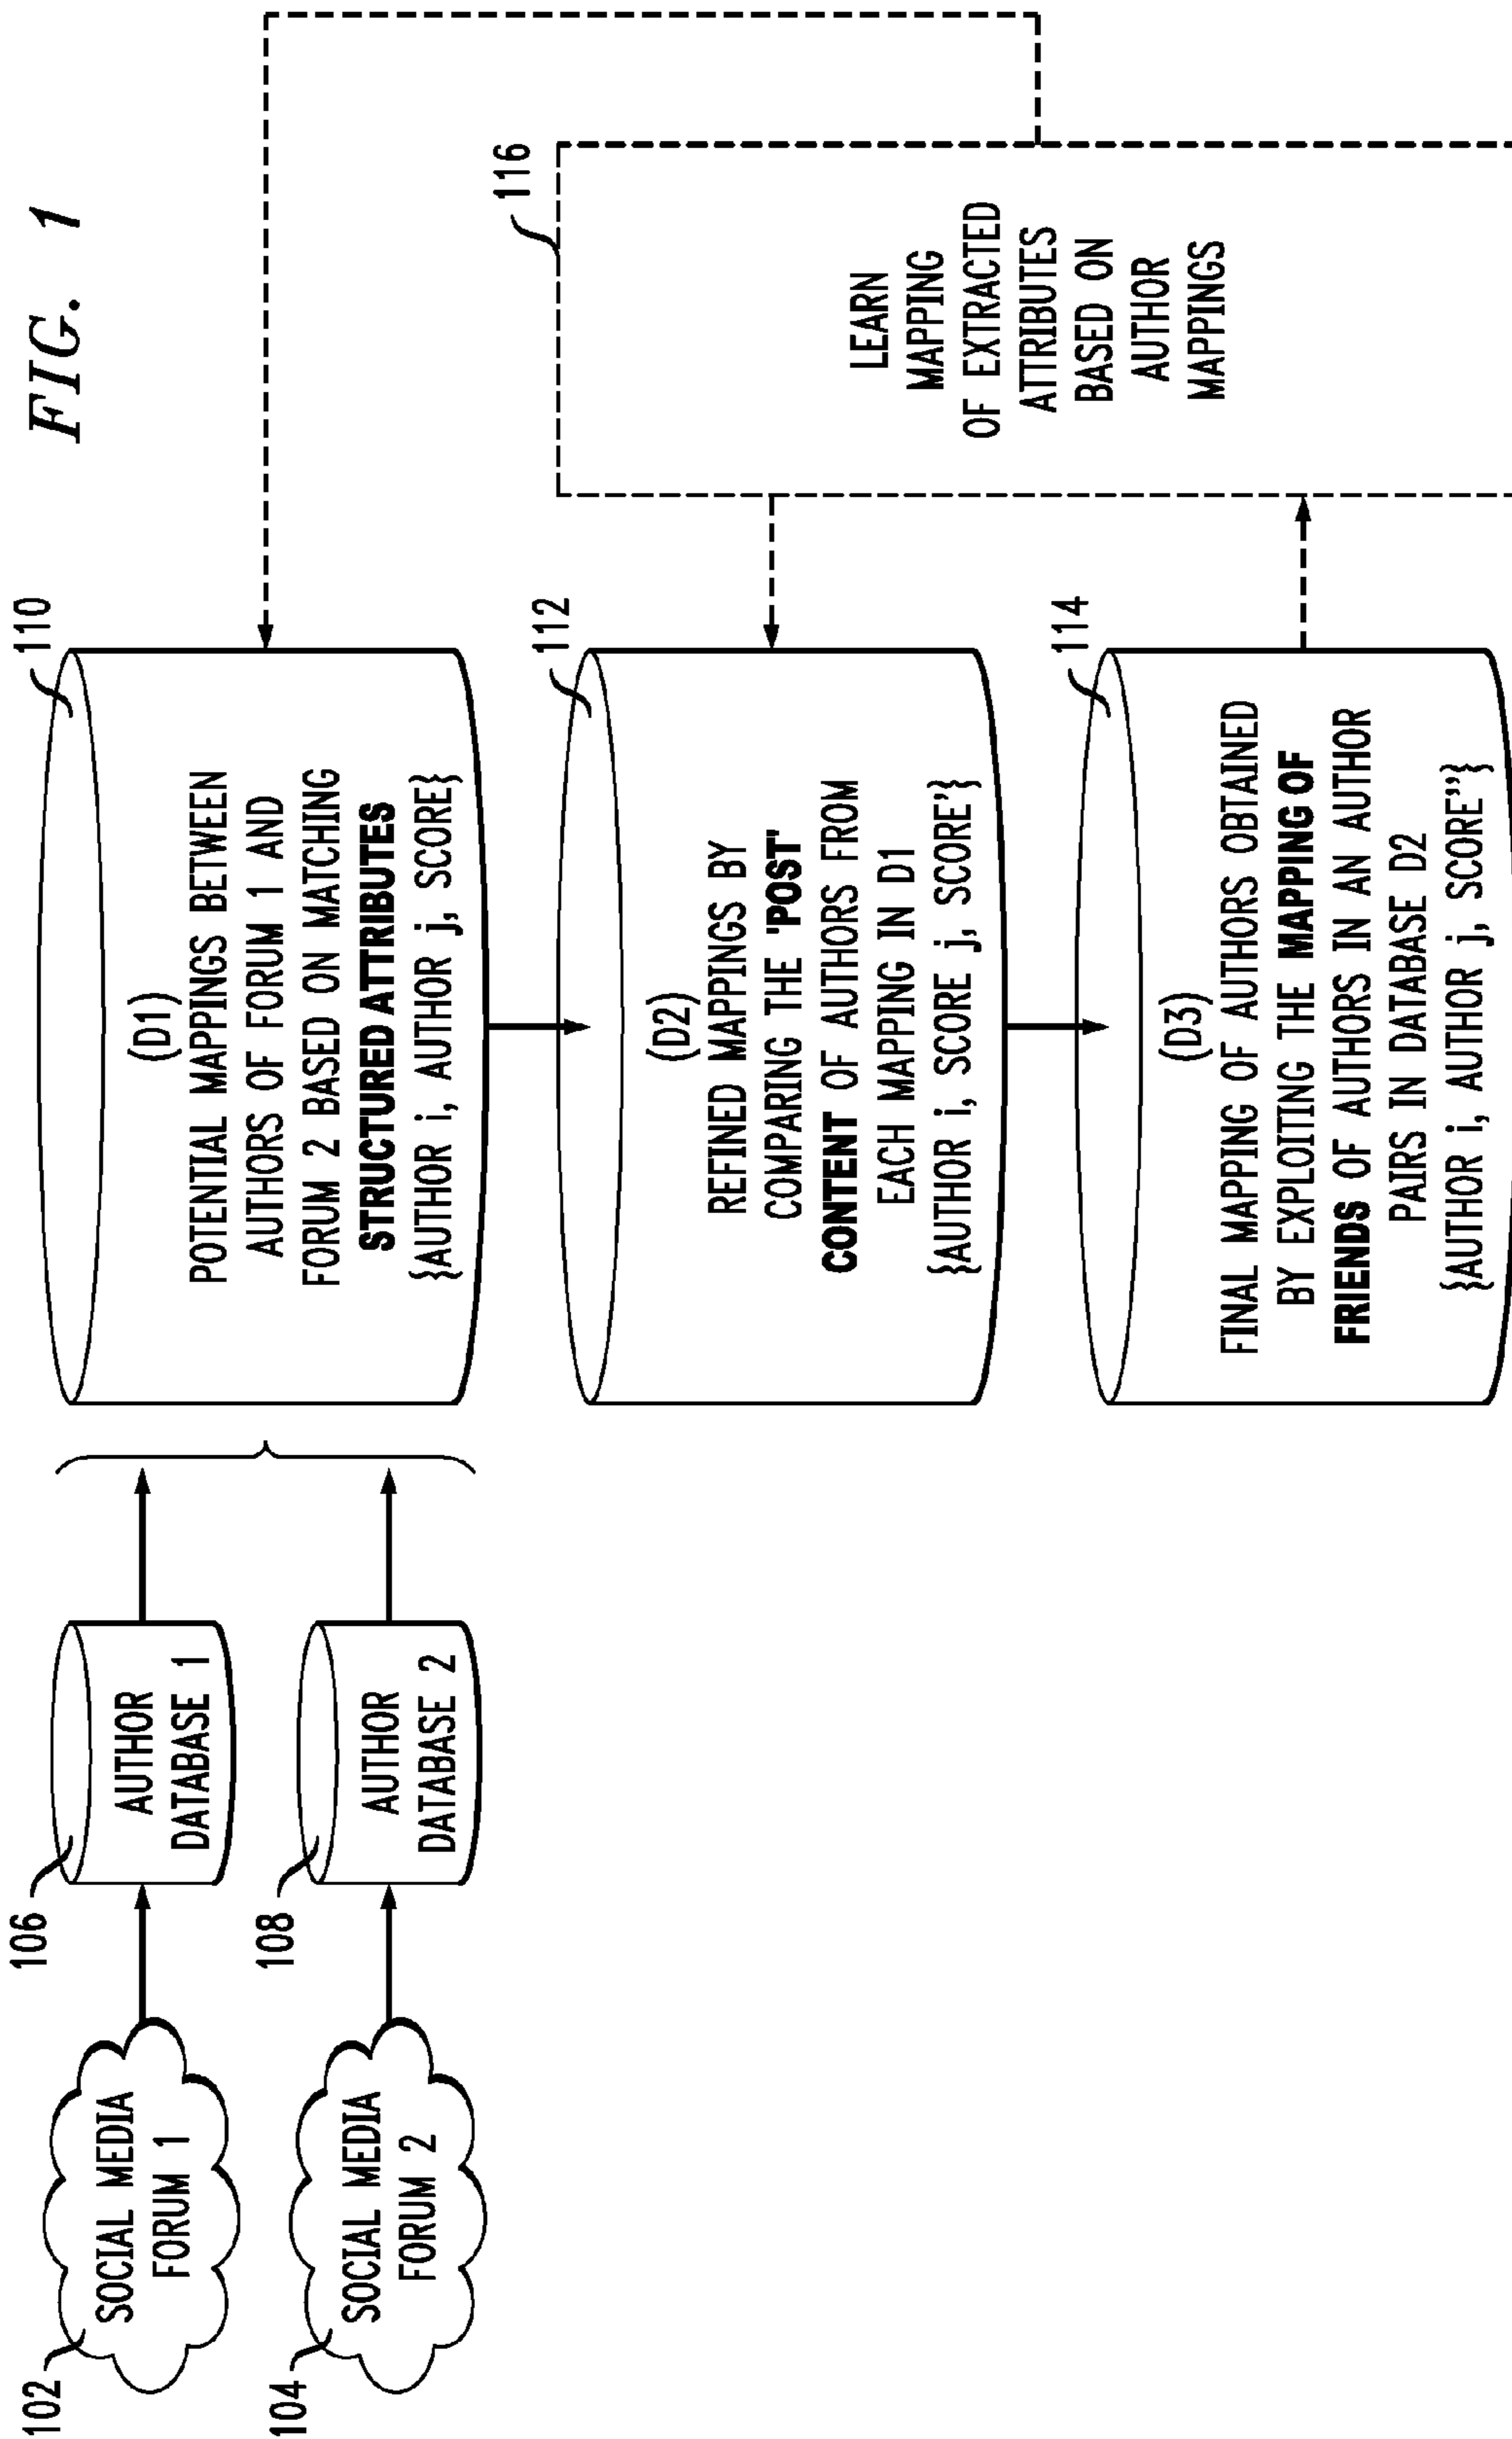 FIG. 1
102
SOCIAL MEDIA
FORUM 1
106
AUTHOR
DATABASE 1
104
SOCIAL MEDIA
FORUM 2
108
AUTHOR
DATABASE 2
110
(D1)
POTENTIAL MAPPINGS BETWEEN
AUTHORS OF FORUM 1 AND
FORUM 2 BASED ON MATCHING
STRUCTURED ATTRIBUTES
{AUTHOR i, AUTHOR j, SCORE}
112
(D2)
REFINED MAPPINGS BY
COMPARING THE 'POST'
CONTENT OF AUTHORS FROM
EACH MAPPING IN D1
{AUTHOR i, SCORE j, SCORE'}
114
(D3)
FINAL MAPPING OF AUTHORS OBTAINED
BY EXPLOITING THE MAPPING OF
FRIENDS OF AUTHORS IN AN AUTHOR
PAIRS IN DATABASE D2
{AUTHOR i, AUTHOR j, SCORE''}
116
LEARN
MAPPING
OF EXTRACTED
ATTRIBUTES
BASED ON
AUTHOR
MAPPINGS